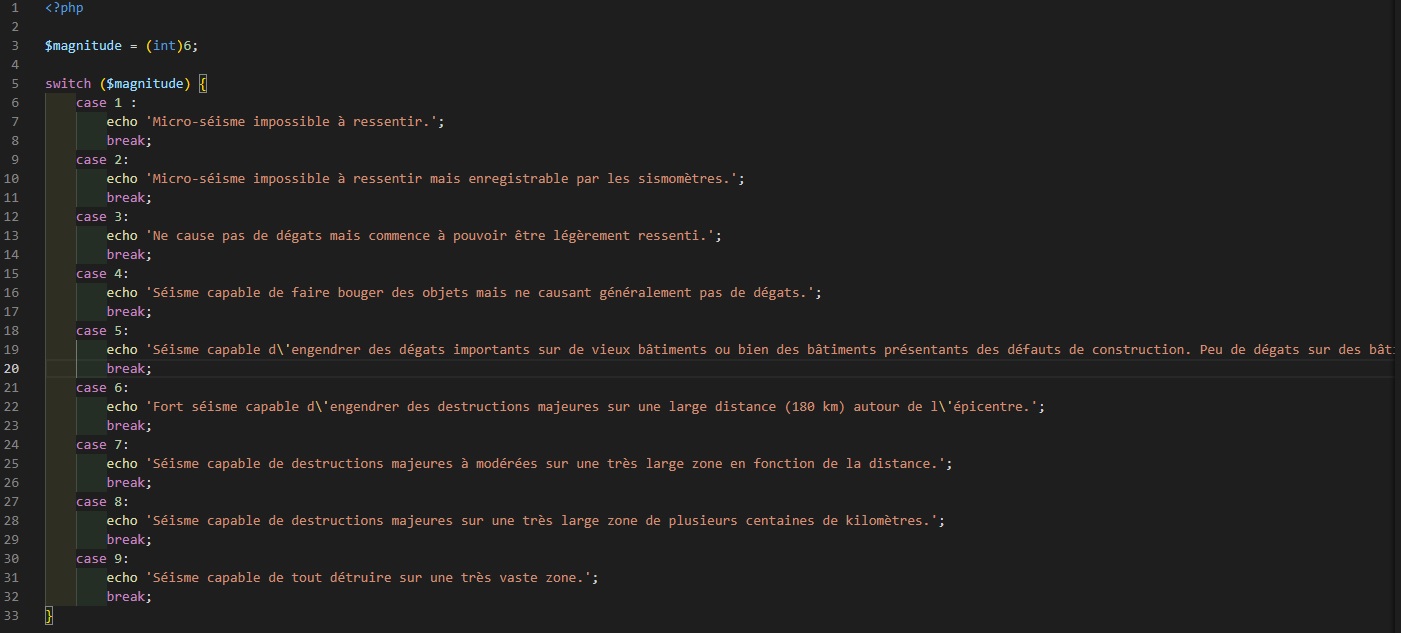 1 <?php
2
3 $magnitude = (int)6;
4
5 switch ($magnitude) {
6 case 1 :
7 echo 'Micro-séisme impossible à ressentir.';
8 break;
9 case 2:
10 echo 'Micro-séisme impossible à ressentir mais enregistrable par les sismomètres.';
11 break;
12 case 3:
13 echo 'Ne cause pas de dégats mais commence à pouvoir être légèrement ressenti.';
14 break;
15 case 4:
16 echo 'Séisme capable de faire bouger des objets mais ne causant généralement pas de dégats.';
17 break;
18 case 5:
19 echo 'Séisme capable d\'engendrer des dégats importants sur de vieux bâtiments ou bien des bâtiments présentants des défauts de construction. Peu de dégats sur des
20 break;
21 case 6:
22 echo 'Fort séisme capable d\'engendrer des destructions majeures sur une large distance (180 km) autour de l\'épicentre.';
23 break;
24 case 7:
25 echo 'Séisme capable de destructions majeures à modérées sur une très large zone en fonction de la distance.';
26 break;
27 case 8:
28 echo 'Séisme capable de destructions majeures sur une très large zone de plusieurs centaines de kilomètres.';
29 break;
30 case 9:
31 echo 'Séisme capable de tout détruire sur une très vaste zone.';
32 break;
33 }